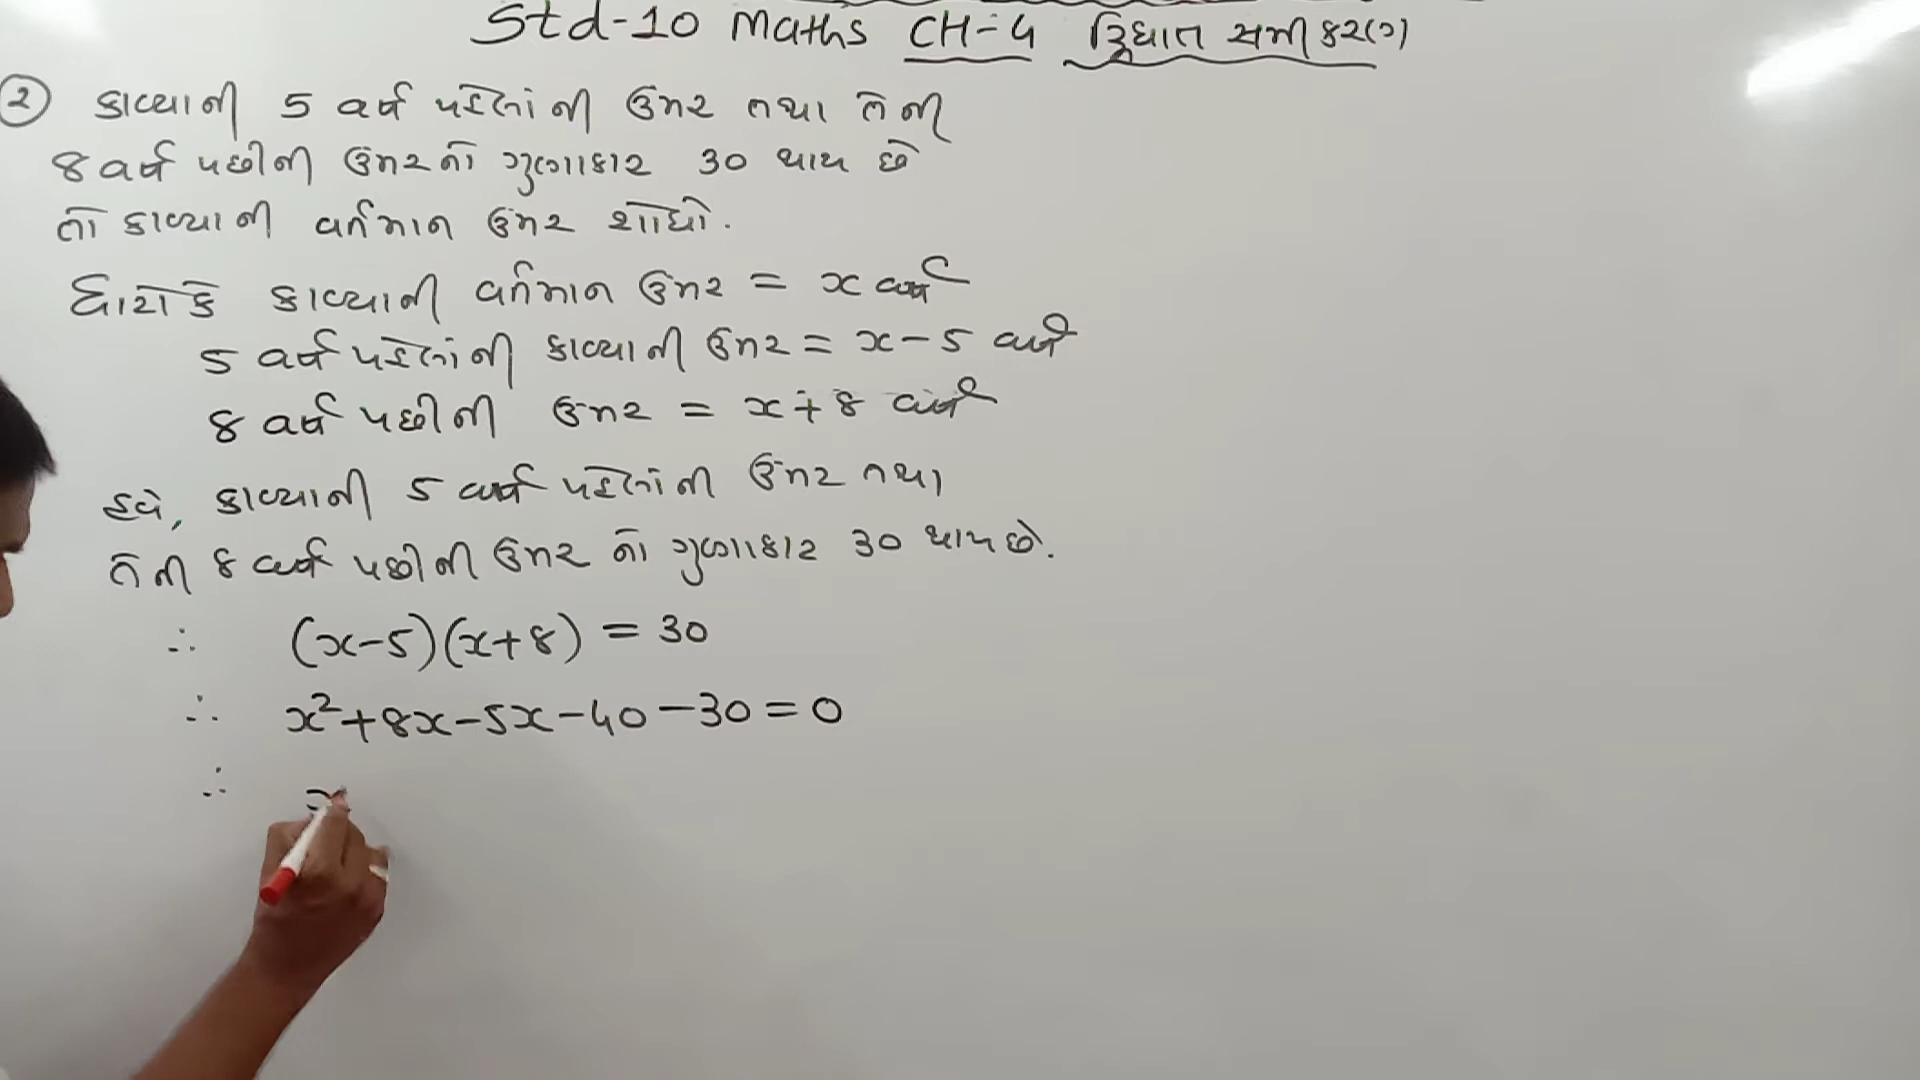 Std-10 Maths CH-4 દ્વિઘાત સમીકરણ
② કાવ્યાની 5 વર્ષ પહેલાંની ઉંમર તથા તેની
8 વર્ષ પછીની ઉંમરનો ગુણાકાર 30 થાય છે
તો કાવ્યાની વર્તમાન ઉંમર શોધો.
ધારોકે કાવ્યાની વર્તમાન ઉંમર = x વર્ષ
5 વર્ષ પહેલાંની કાવ્યાની ઉંમર = x-5 વર્ષ
8 વર્ષ પછીની ઉંમર = x+8 વર્ષ
હવે, કાવ્યાની 5 વર્ષ પહેલાંની ઉંમર તથા
તેની 8 વર્ષ પછીની ઉંમરનો ગુણાકાર 30 થાય છે.
∴ (x-5)(x+8) = 30
∴ x²+8x-5x-40-30=0
∴ x